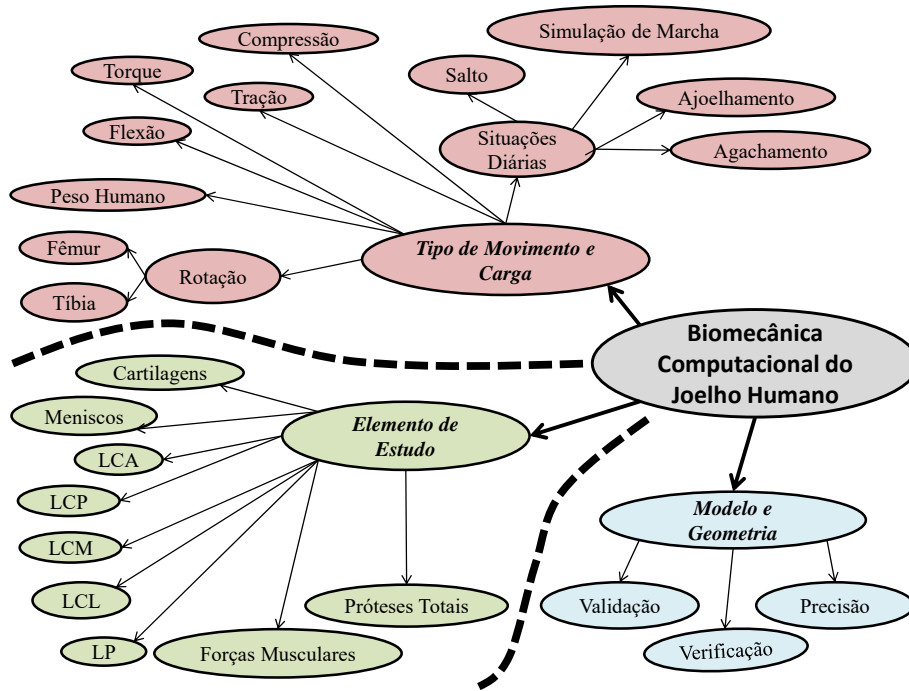 Compressão
Simulação de Marcha
Torque
Tração
Salto
Ajoelhamento
Flexão
Situações
Diárias
Agachamento
Peso Humano
Fêmur
Tíbia
Rotação
Tipo de Movimento e
Carga
Biomecânica
Computacional do
Joelho Humano
Cartilagens
Meniscos
LCA
LCP
LCM
LCL
LP
Elemento de
Estudo
Forças Musculares
Próteses Totais
Modelo e
Geometria
Validação
Verificação
Precisão